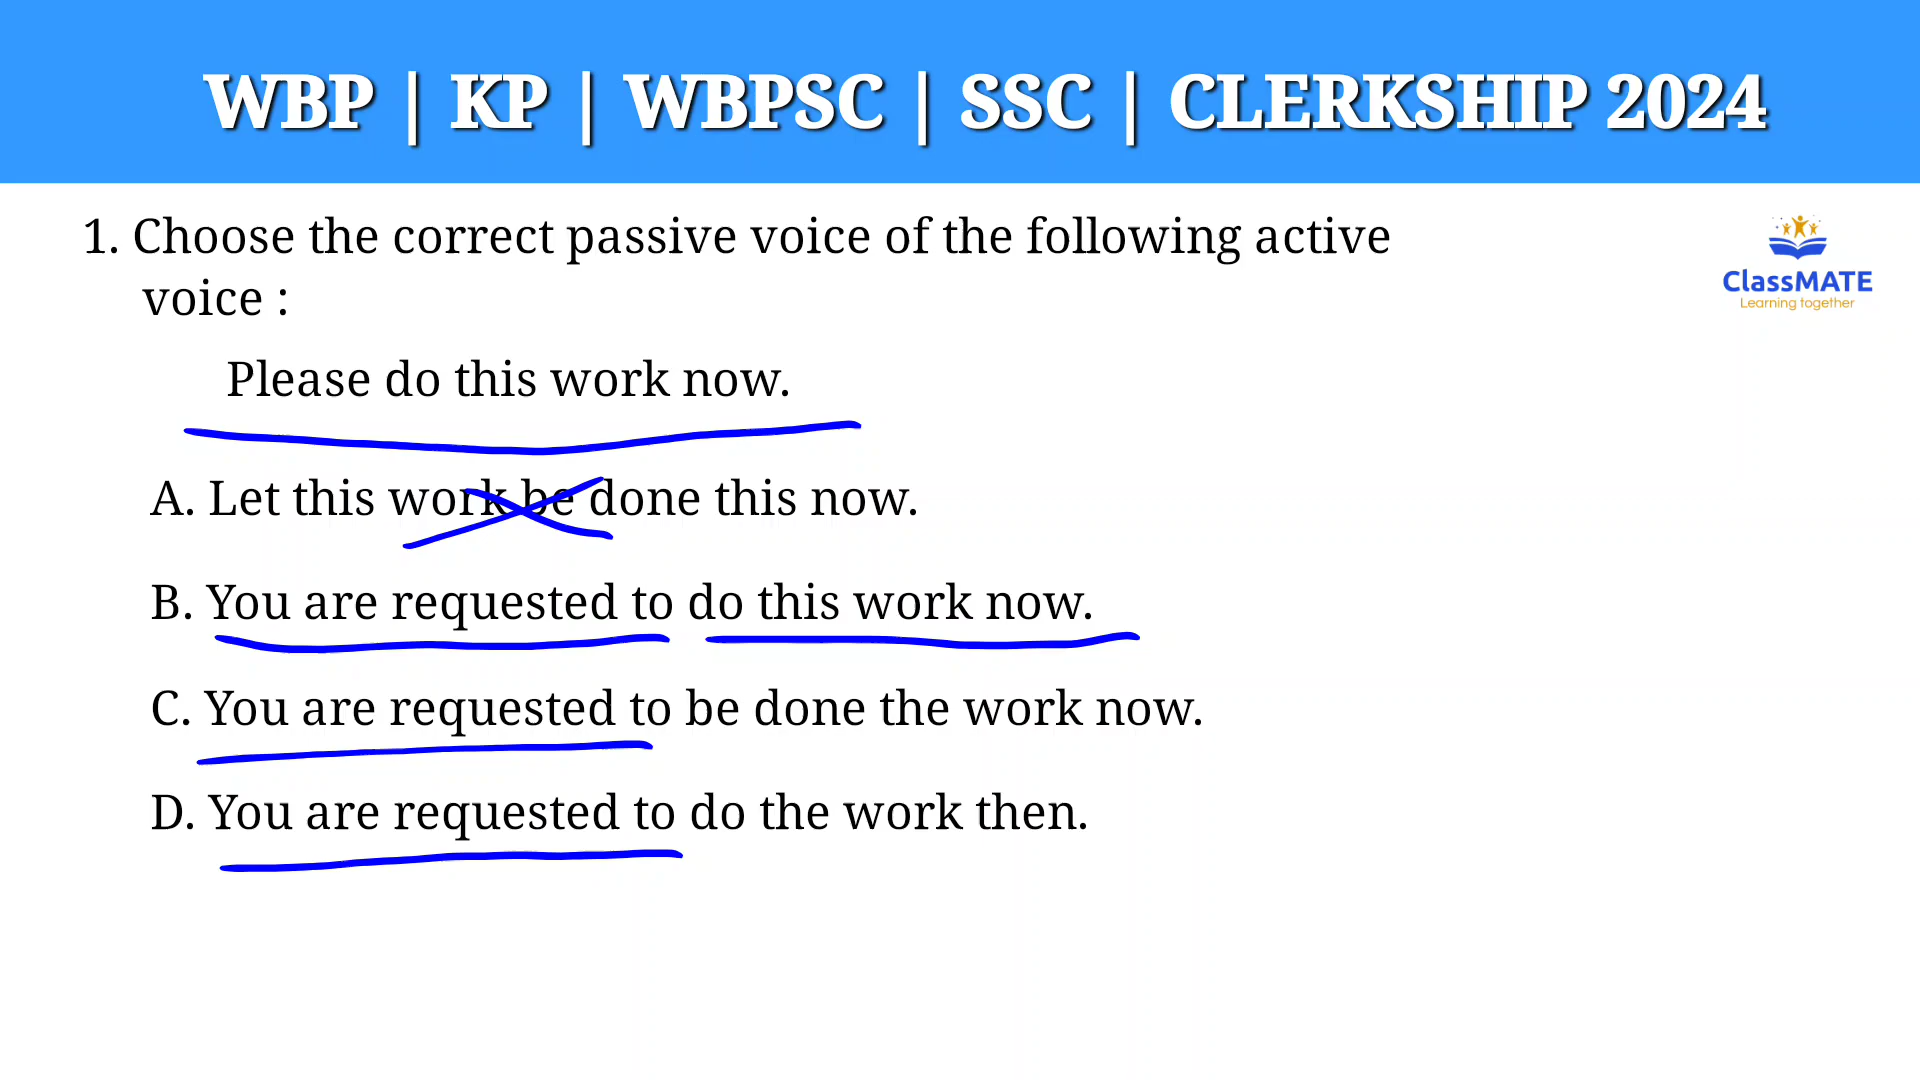 WBP | KP | WBPSC | SSC | CLERKSHIP 2024
1. Choose the correct passive voice of the following active
voice :
ClassMATE
Learning together
Please do this work now.
A. Let this work be done this now.
B. You are requested to do this work now.
C. You are requested to be done the work now.
D. You are requested to do the work then.